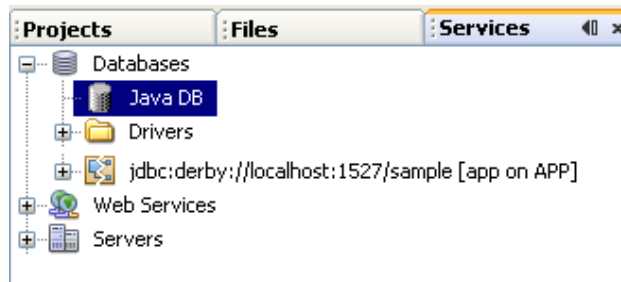 Projects Files Services
Databases
Java DB
Drivers
jdbc:derby://localhost:1527/sample [app on APP]
Web Services
Servers